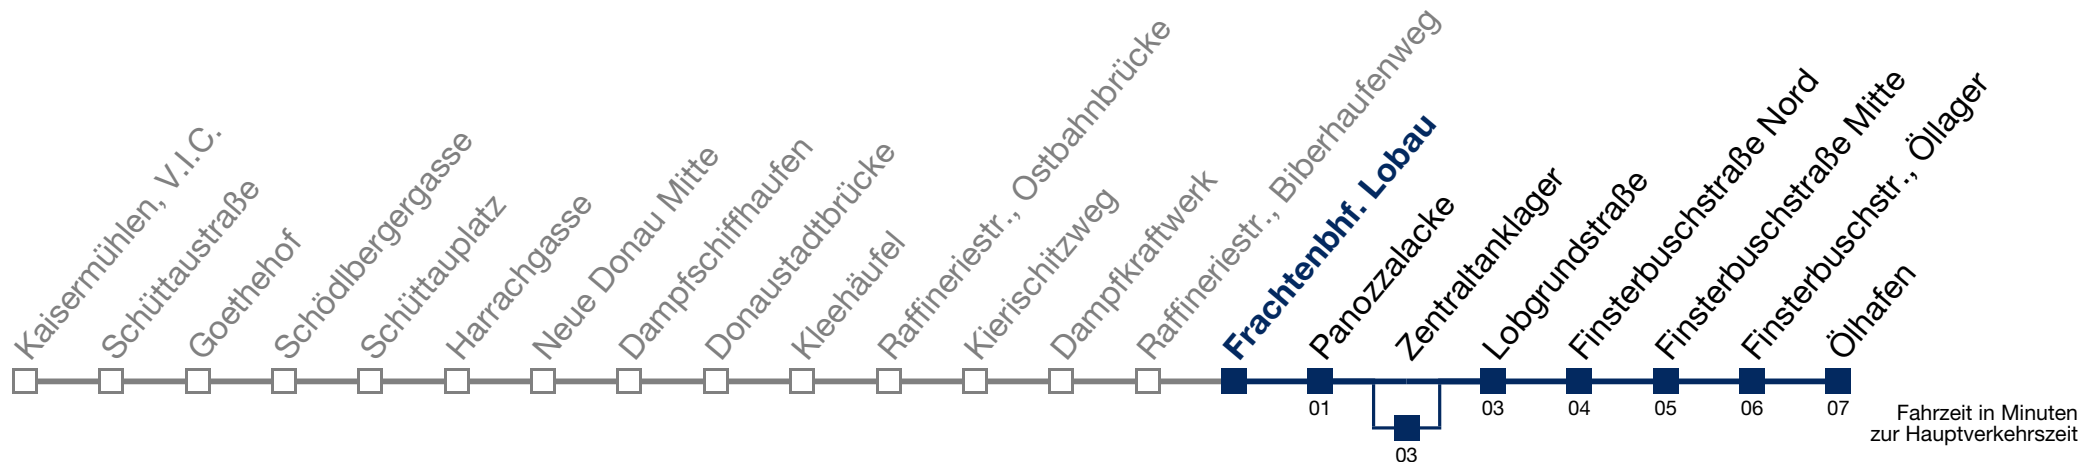 Kaisermühlen, V.I.C.
Schüttaustraße
Goethehof
Schödlbergergasse
Schüttauplatz
Harrachgasse
Neue Donau Mitte
Dampfschiffhaufen
Donaustadtbrücke
Kleehäufel
Raffineriestr., Ostbahnbrücke
Kierischitzweg
Dampfkraftwerk
Raffineriestr., Biberhaufenweg
Frachtenbhf. Lobau
Panozzalacke
Zentraltanklager
Lobgrundstraße
Finsterbuschstraße Nord
Finsterbuschstraße Mitte
Finsterbuschstr., Öllager
Ölhafen
01
03
03
04
05
06
07
Fahrzeit in Minuten
zur Hauptverkehrszeit